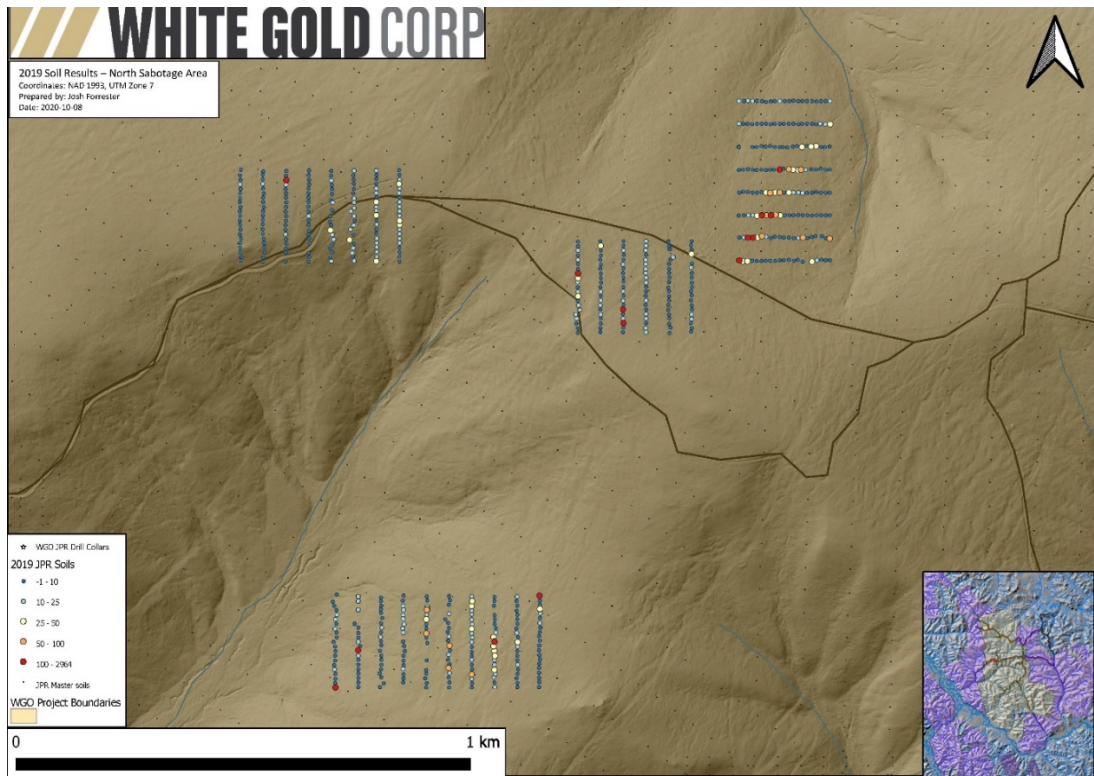 WHITE GOLD CORP
2019 Soil Results – North Sabotage Area
Coordinates: NAD 1993, UTM Zone 7
Prepared by: Josh Forrester
Date: 2020-10-08
WGO JPR Drill Collars
2019 JPR Soils
-1 - 10
10 - 25
25 - 50
50 - 100
100 - 2964
JPR Master soils
WGO Project Boundaries
0 1 km